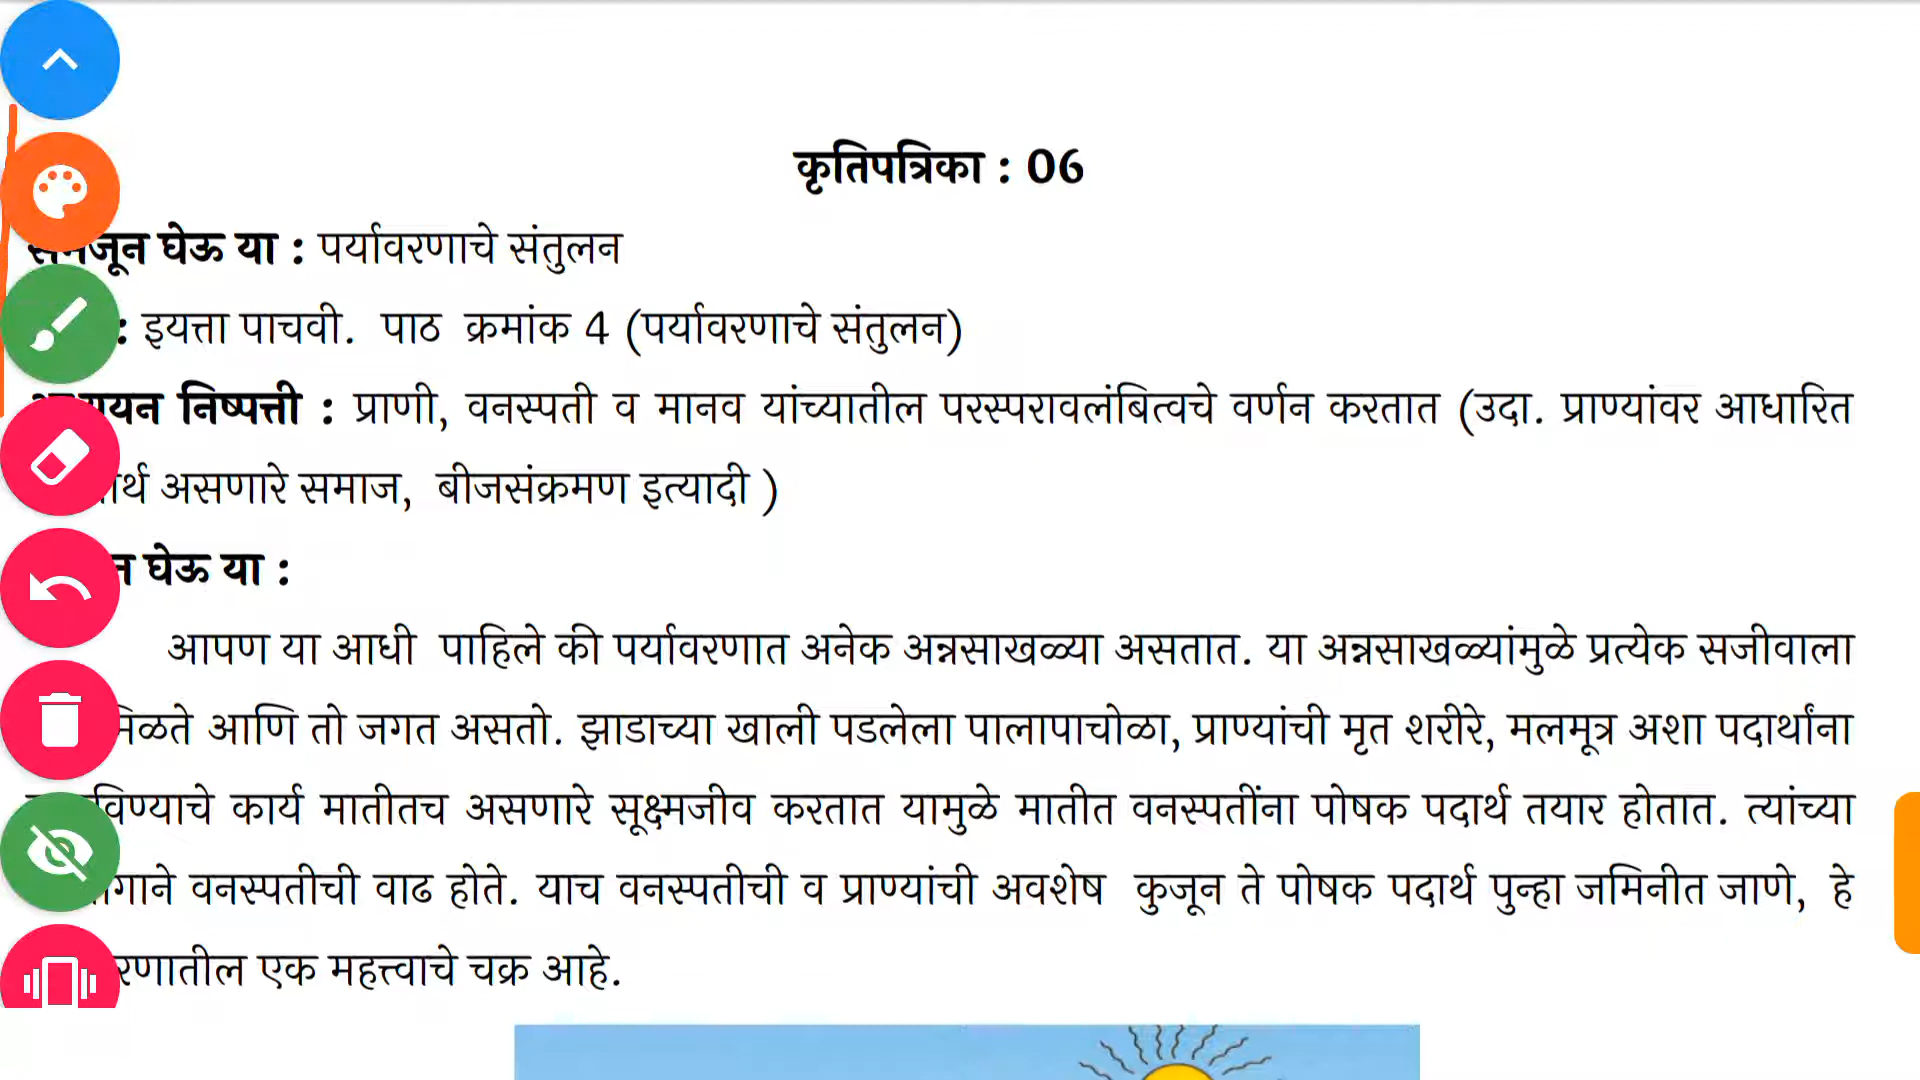 कृतिपत्रिका : 06
घेऊ या : पर्यावरणाचे संतुलन
: इयत्ता पाचवी. पाठ क्रमांक 4 (पर्यावरणाचे संतुलन)
निष्पत्ती : प्राणी, वनस्पती व मानव यांच्यातील परस्परावलंबित्वचे वर्णन करतात (उदा. प्राण्यांवर आधारित
असणारे समाज, बीजसंक्रमण इत्यादी )
घेऊ या :
आपण या आधी पाहिले की पर्यावरणात अनेक अन्नसाखळ्या असतात. या अन्नसाखळ्यांमुळे प्रत्येक सजीवाला
आणि तो जगत असतो. झाडाच्या खाली पडलेला पालापाचोळा, प्राण्यांची मृत शरीरे, मलमूत्र अशा पदार्थांना
कार्य मातीतच असणारे सूक्ष्मजीव करतात यामुळे मातीत वनस्पतींना पोषक पदार्थ तयार होतात. त्यांच्या
वनस्पतीची वाढ होते. याच वनस्पतीची व प्राण्यांची अवशेष कुजून ते पोषक पदार्थ पुन्हा जमिनीत जाणे, हे
एक महत्त्वाचे चक्र आहे.